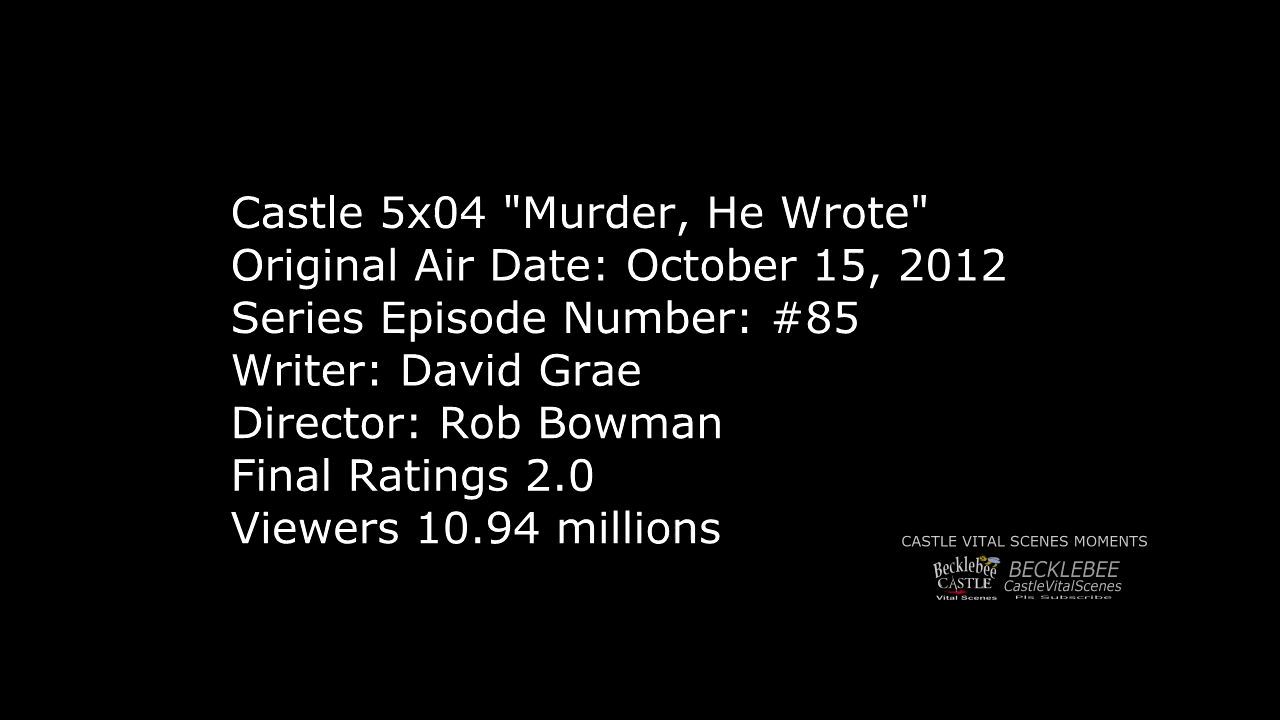 Castle 5x04 "Murder, He Wrote"
Original Air Date: October 15, 2012
Series Episode Number: #85
Writer: David Grae
Director: Rob Bowman
Final Ratings 2.0
Viewers 10.94 millions
CASTLE VITAL SCENES MOMENTS
Becklebee
CASTLE
Vital Scenes
BECKLEBEE
CastleVitalScenes
Pls Subscribe